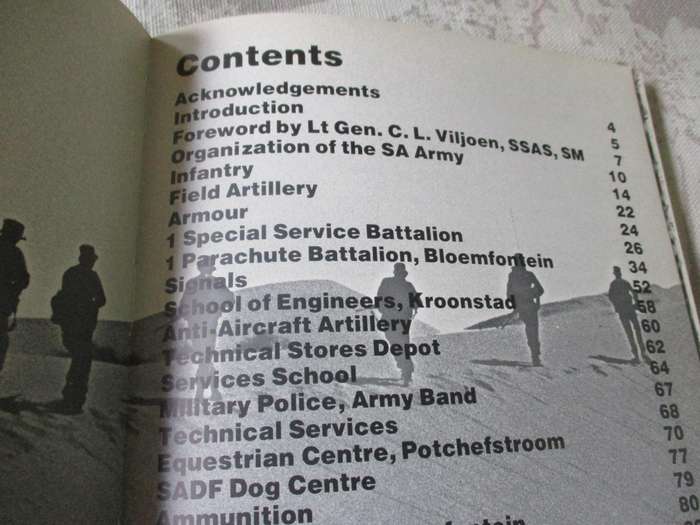 Contents
Acknowledgements 4
Introduction 5
Foreword by Lt Gen. C. L. Viljoen, SSAS, SM 7
Organization of the SA Army 10
Infantry 14
Field Artillery 22
Armour 24
1 Special Service Battalion 26
1 Parachute Battalion, Bloemfontein 34
Signals 52
School of Engineers, Kroonstad 58
Anti-Aircraft Artillery 60
Technical Stores Depot 62
Services School 64
Military Police, Army Band 67
Technical Services 68
Equestrian Centre, Potchefstroom 70
SADF Dog Centre 77
Ammunition 79
80